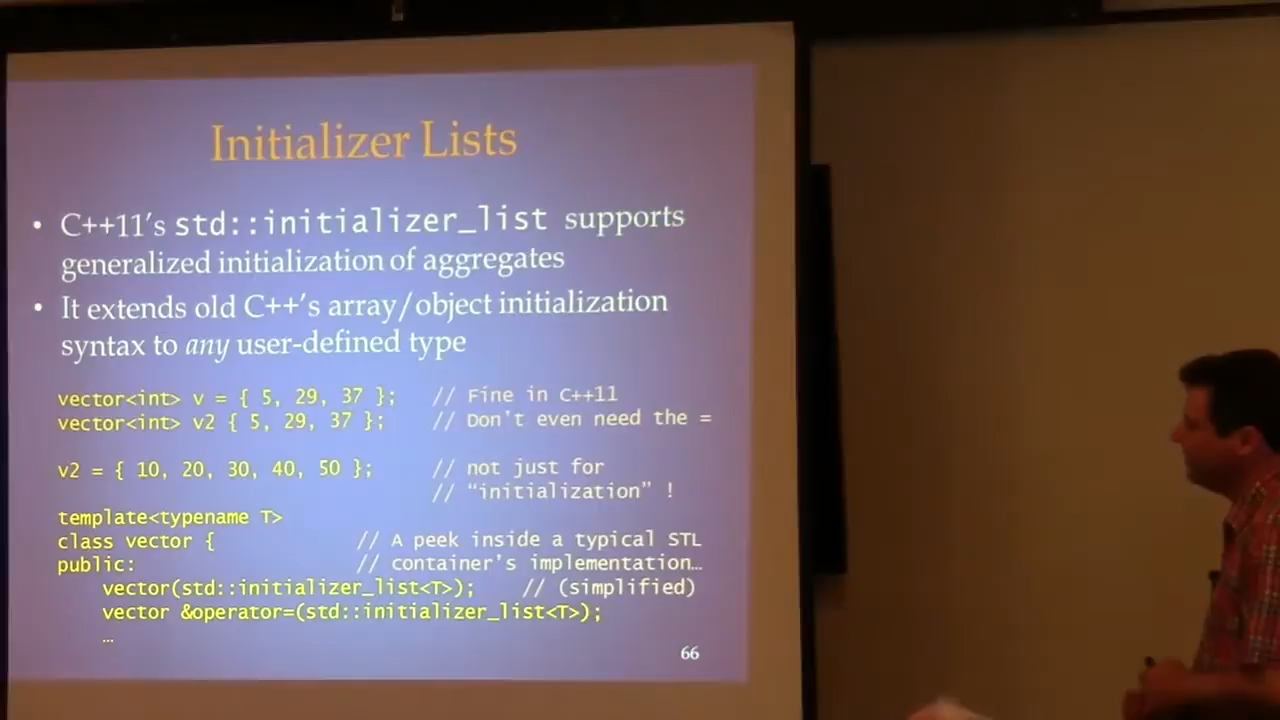 Initializer Lists
• C++11's std::initializer_list supports
generalized initialization of aggregates
• It extends old C++'s array/object initialization
syntax to any user-defined type
vector<int> v = { 5, 29, 37 }; // Fine in C++11
vector<int> v2 { 5, 29, 37 }; // Don't even need the =
v2 = { 10, 20, 30, 40, 50 }; // not just for
// “initialization” !
template<typename T>
class vector { // A peek inside a typical STL
public: // container's implementation…
vector(std::initializer_list<T>); // (simplified)
vector &operator=(std::initializer_list<T>);
…
66